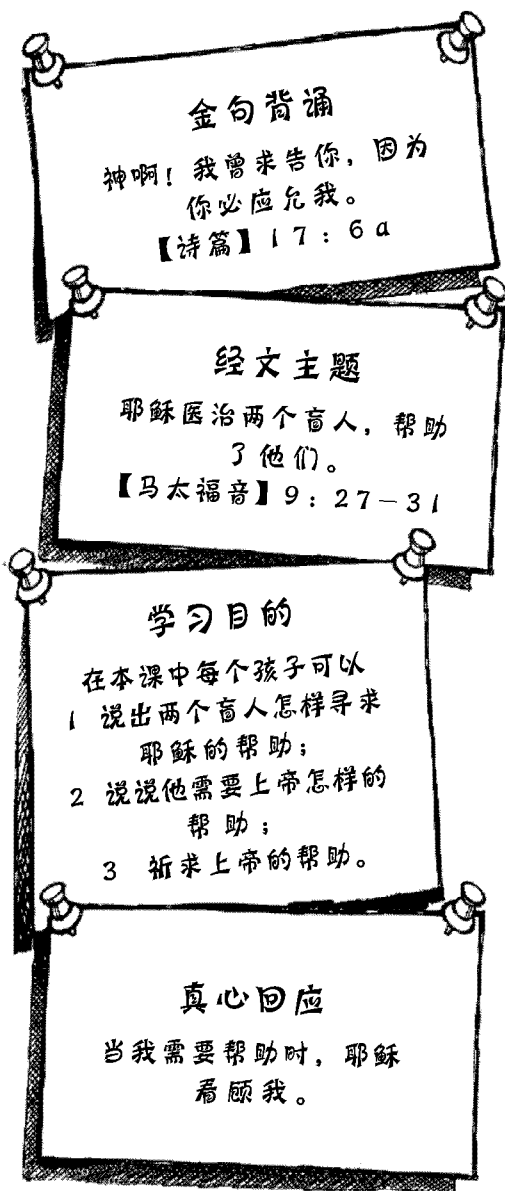 金句背诵
神啊！我曾求告你，因为
你必应允我。
【诗篇】17：6a
经文主题
耶稣医治两个盲人，帮助
了他们。
【马太福音】9：27－31
学习目的
在本课中每个孩子可以
1 说出两个盲人怎样寻求
耶稣的帮助；
2 说说他需要上帝怎样的
帮助；
3 祈求上帝的帮助。
真心回应
当我需要帮助时，耶稣
看顾我。